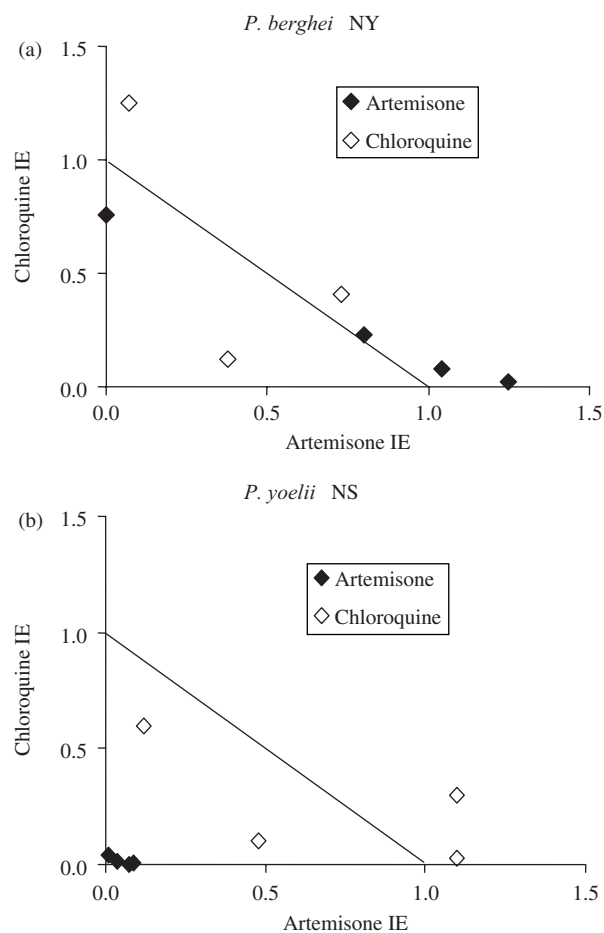 P. berghei NY
(a)
1.5
1.0
0.5
0.0
Chloroquine IE
Artemisone
Chloroquine
0.0 0.5 1.0 1.5
Artemisone IE
P. yoelii NS
(b)
1.5
1.0
0.5
0.0
Chloroquine IE
Artemisone
Chloroquine
0.0 0.5 1.0 1.5
Artemisone IE